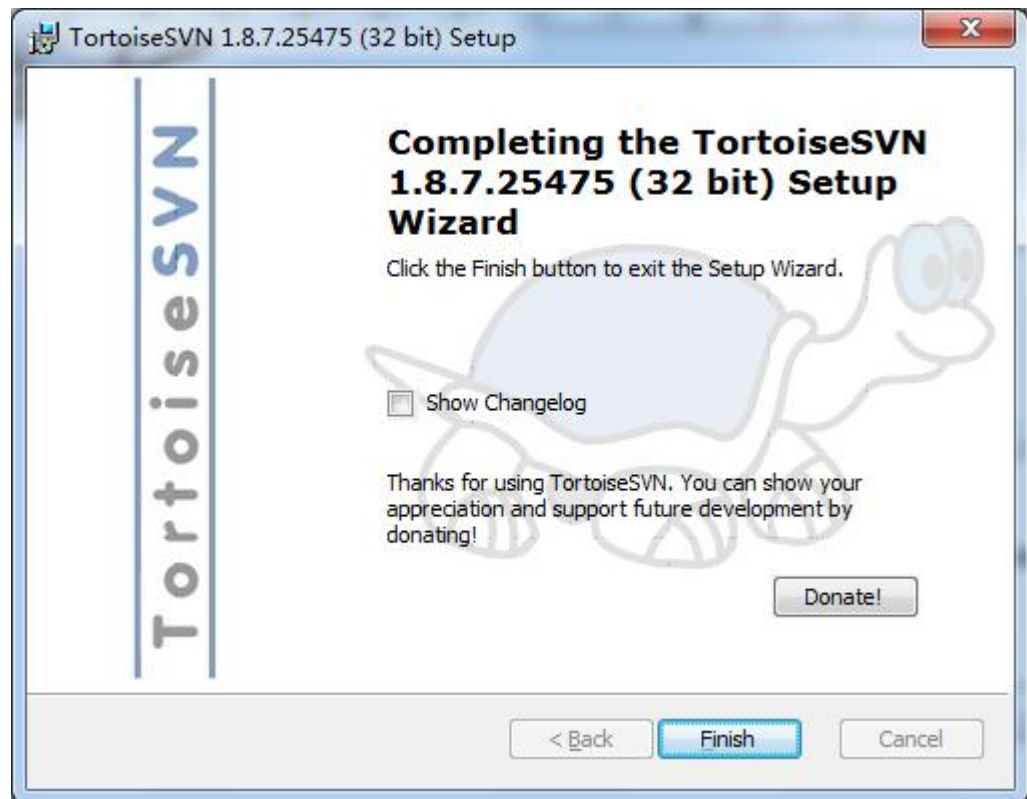 TortoiseSVN 1.8.7.25475 (32 bit) Setup
TortoiseSVN
Completing the TortoiseSVN
1.8.7.25475 (32 bit) Setup
Wizard
Click the Finish button to exit the Setup Wizard.
Show Changelog
Thanks for using TortoiseSVN. You can show your
appreciation and support future development by
donating!
Donate!
< Back
Finish
Cancel